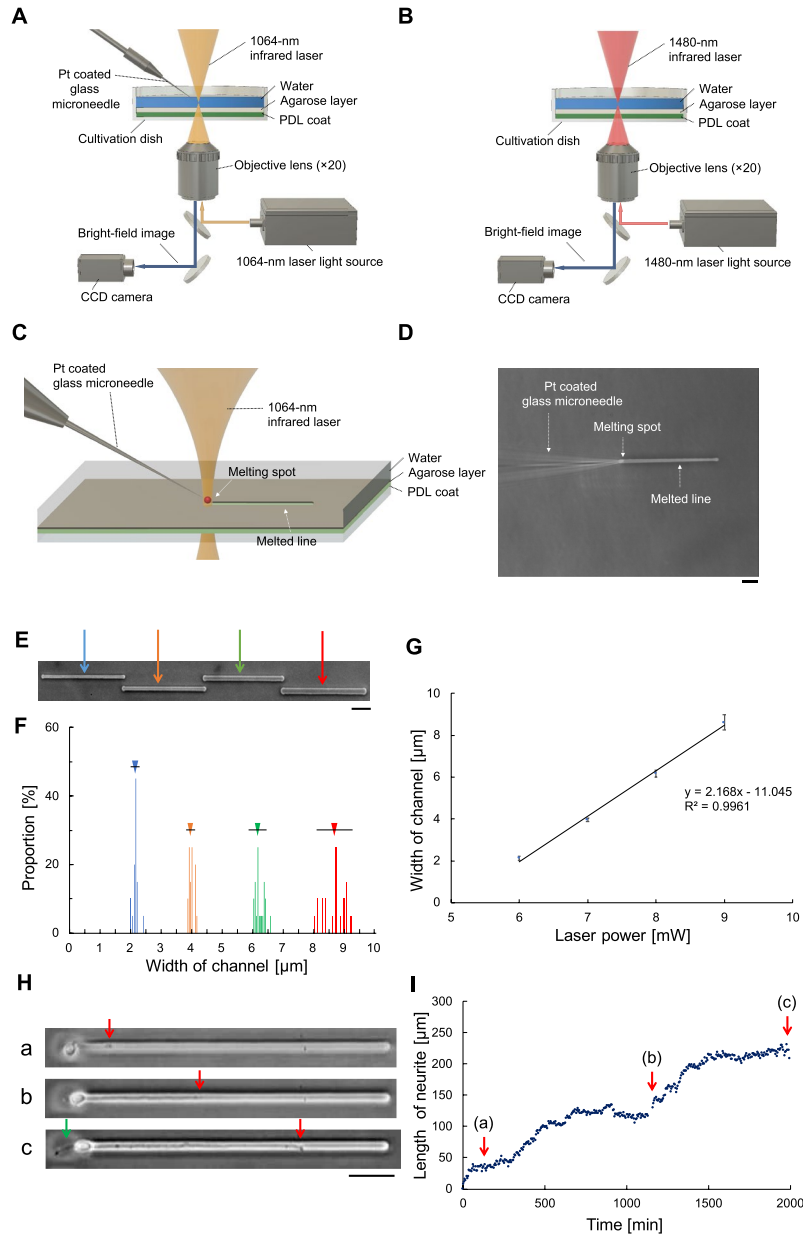 A
1064-nm
infrared laser
Pt coated
glass microneedle
Water
Agarose layer
PDL coat
Cultivation dish
Objective lens (×20)
Bright-field image
1064-nm laser light source
CCD camera
B
1480-nm
infrared laser
Water
Agarose layer
PDL coat
Cultivation dish
Objective lens (×20)
Bright-field image
1480-nm laser light source
CCD camera
C
Pt coated
glass microneedle
1064-nm
infrared laser
Melting spot
Water
Agarose layer
PDL coat
Melted line
D
Pt coated
glass microneedle
Melting spot
Melted line
E
F
Proportion [%]
60
40
20
0
0 1 2 3 4 5 6 7 8 9 10
Width of channel [µm]
G
Width of channel [µm]
10
8
6
4
2
0
y = 2.168x - 11.045
R² = 0.9961
5 6 7 8 9 10
Laser power [mW]
H
a
b
c
I
Length of neurite [µm]
300
250
200
150
100
50
0
(a)
(b)
(c)
0 500 1000 1500 2000
Time [min]